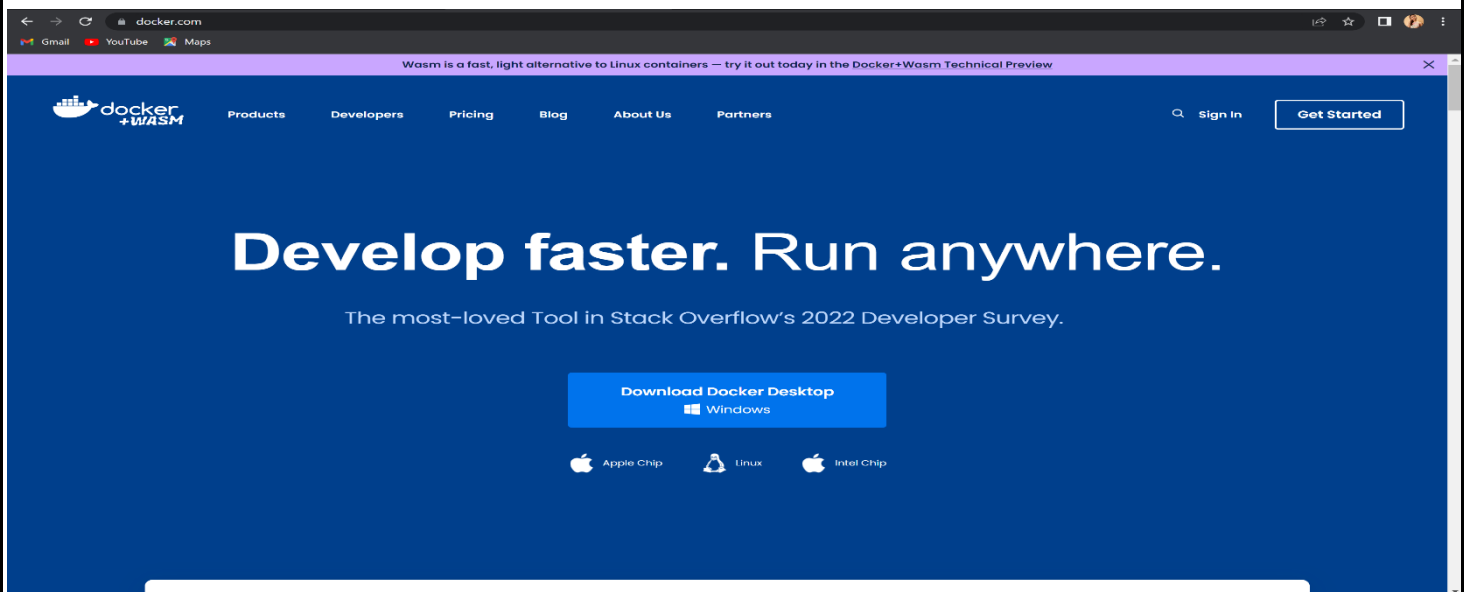 docker.com
Gmail YouTube Maps
Wasm is a fast, light alternative to Linux containers — try it out today in the Docker+Wasm Technical Preview
docker
+WASM
Products Developers Pricing Blog About Us Partners Sign In Get Started
Develop faster. Run anywhere.
The most-loved Tool in Stack Overflow's 2022 Developer Survey.
Download Docker Desktop
Windows
Apple Chip Linux Intel Chip